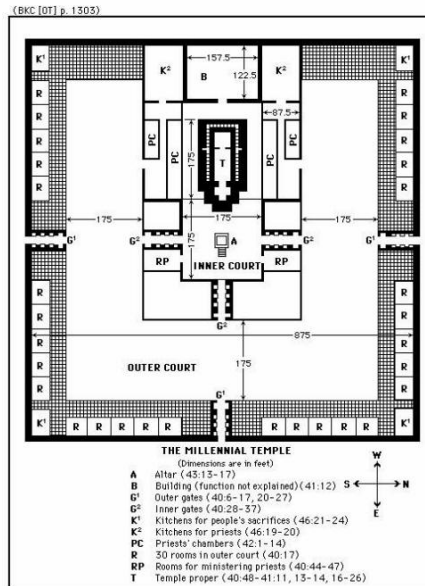 (BKC [OT] p. 1303)
K¹
K²
157.5
B
122.5
K²
K¹
R
R
R
R
R
R
R
R
R
R
87.5
PC
PC
175
T
PC
PC
175
175
175
175
G¹
G²
A
G²
G¹
RP
INNER COURT
RP
G²
R
R
R
R
R
R
R
R
R
R
875
175
OUTER COURT
G¹
K¹
R
R
R
R
R
R
R
R
R
R
K¹
THE MILLENNIAL TEMPLE
(Dimensions are in feet)
A Altar (43:13-17)
B Building (function not explained) (41:12)
G¹ Outer gates (40:6-17, 20-27)
G² Inner gates (40:28-37)
K¹ Kitchens for people's sacrifices (46:21-24)
K² Kitchens for priests (46:19-20)
PC Priests' chambers (42:1-14)
R 30 rooms in outer court (40:17)
RP Rooms for ministering priests (40:44-47)
T Temple proper (40:48-41:11, 13-14, 16-26)
W
S
N
E